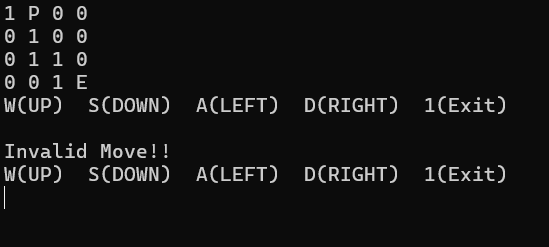 1 P 0 0
0 1 0 0
0 1 1 0
0 0 1 E
W(UP)  S(DOWN)  A(LEFT)  D(RIGHT)  1(Exit)
Invalid Move!!
W(UP)  S(DOWN)  A(LEFT)  D(RIGHT)  1(Exit)